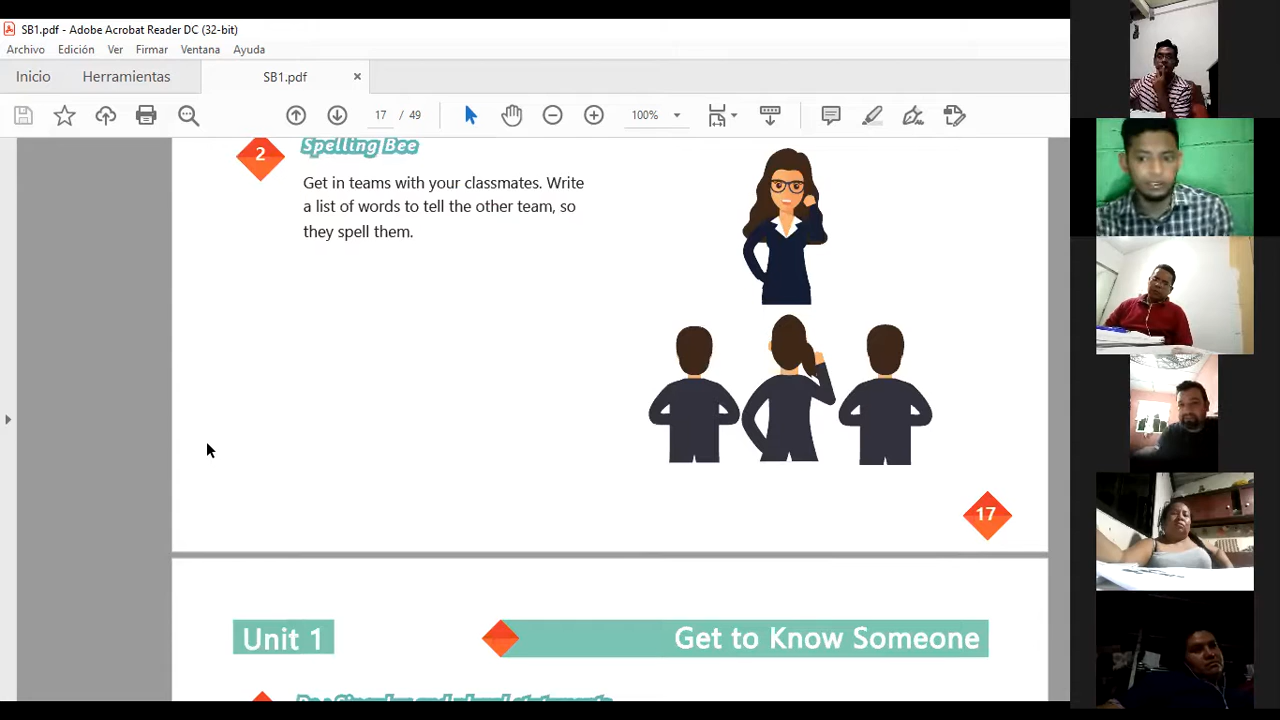 SB1.pdf - Adobe Acrobat Reader DC (32-bit)
Archivo Edición Ver Firmar Ventana Ayuda
Inicio Herramientas SB1.pdf ×
17 / 49 100%
2 Spelling Bee
Get in teams with your classmates. Write
a list of words to tell the other team, so
they spell them.
17
Unit 1 Get to Know Someone